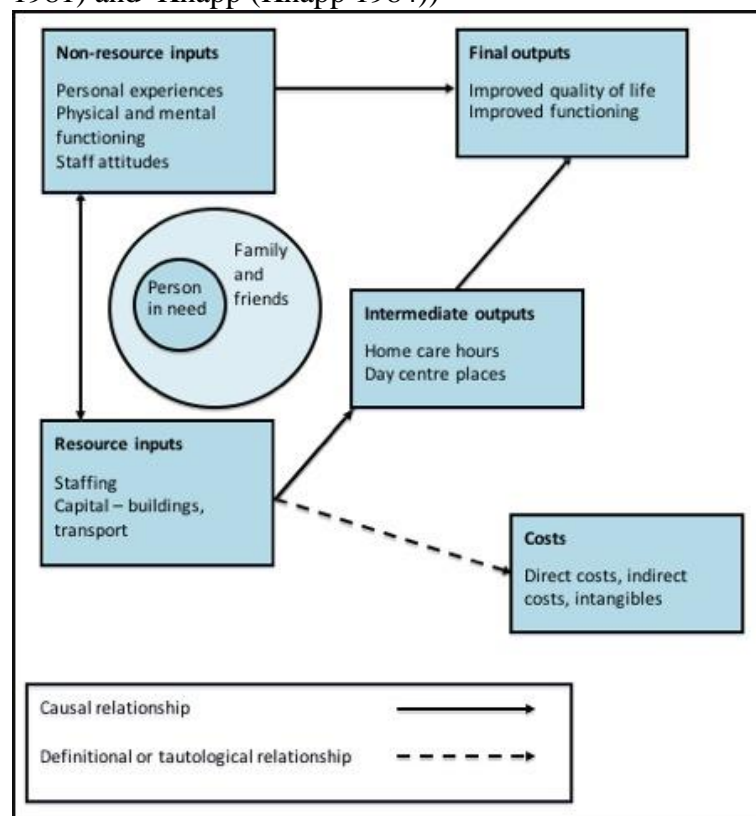 1981) and Knapp (Knapp 1984))
Non-resource inputs
Personal experiences
Physical and mental
functioning
Staff attitudes
Final outputs
Improved quality of life
Improved functioning
Family
and
friends
Person
in need
Intermediate outputs
Home care hours
Day centre places
Resource inputs
Staffing
Capital – buildings,
transport
Costs
Direct costs, indirect
costs, intangibles
Causal relationship
Definitional or tautological relationship